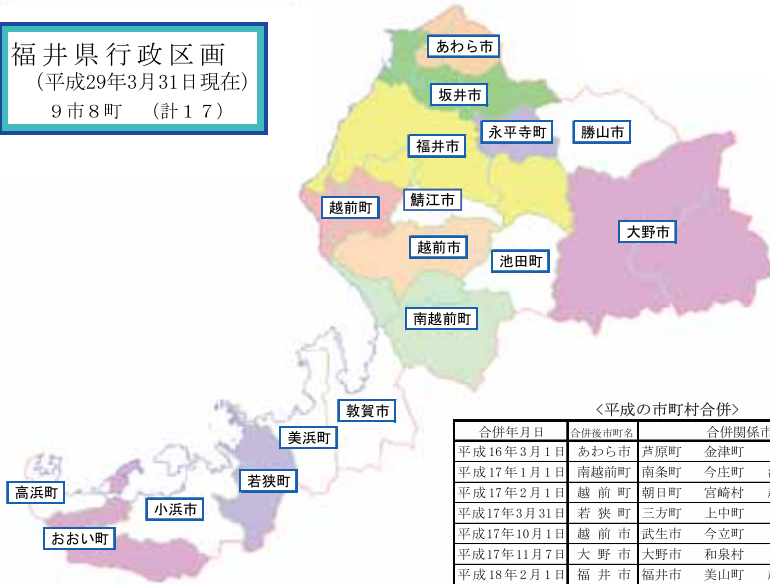 福井県行政区画
(平成29年3月31日現在)
9市8町 (計17)
あわら市
坂井市
永平寺町
勝山市
福井市
鯖江市
越前町
大野市
越前市
池田町
南越前町
敦賀市
美浜町
若狭町
高浜町
小浜市
おおい町
<平成の市町村合併>
合併年月日 合併後市町名 合併関係市
平成16年3月1日 あわら市 芦原町 金津町
平成17年1月1日 南越前町 南条町 今庄町
平成17年2月1日 越前町 朝日町 宮崎村
平成17年3月31日 若狭町 三方町 上中町
平成17年10月1日 越前市 武生市 今立町
平成17年11月7日 大野市 大野市 和泉村
平成18年2月1日 福井市 福井市 美山町